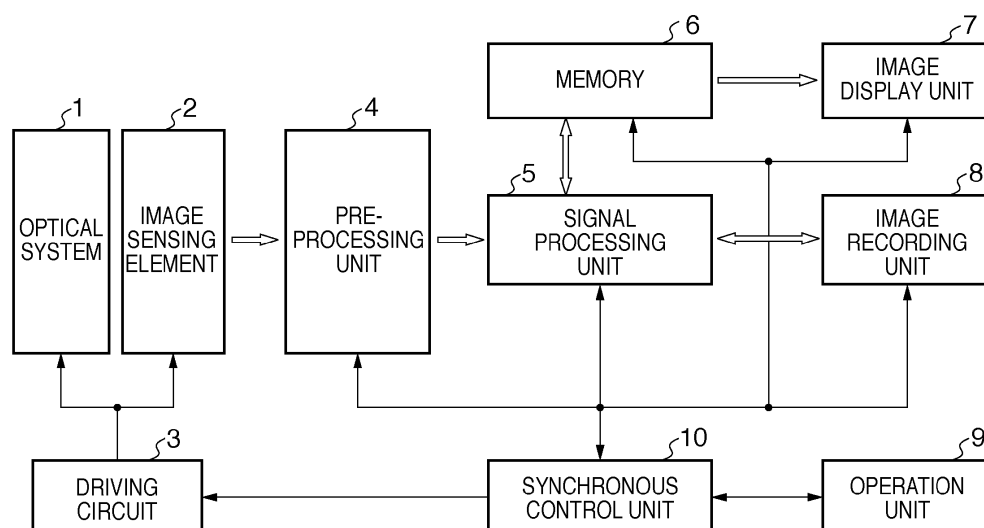 6
MEMORY
7
IMAGE
DISPLAY UNIT
1
OPTICAL
SYSTEM
2
IMAGE
SENSING
ELEMENT
4
PRE-
PROCESSING
UNIT
5
SIGNAL
PROCESSING
UNIT
8
IMAGE
RECORDING
UNIT
3
DRIVING
CIRCUIT
10
SYNCHRONOUS
CONTROL UNIT
9
OPERATION
UNIT